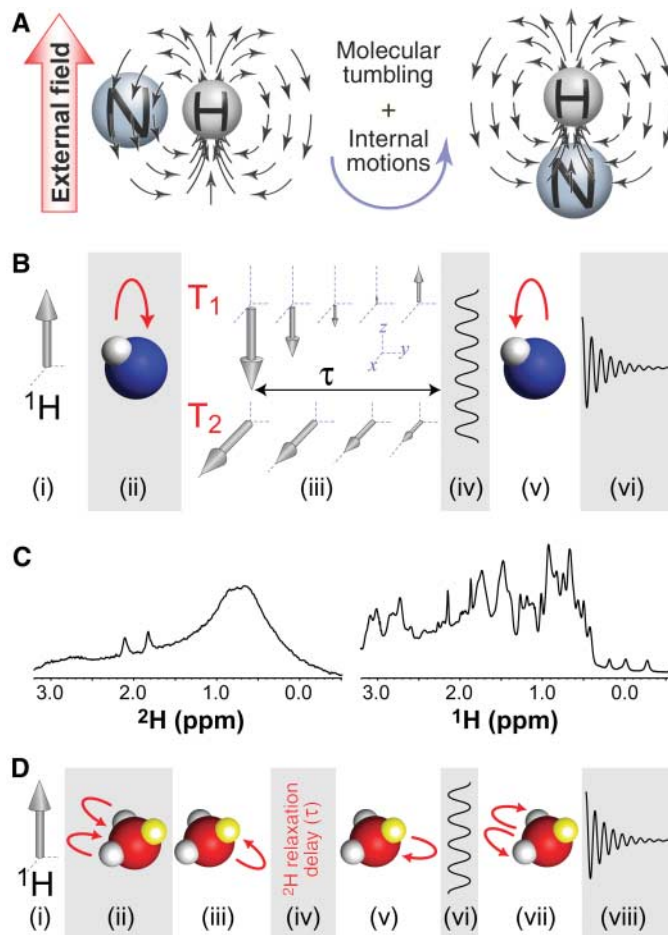 A
External field
N
H
Molecular
tumbling
+
Internal
motions
H
N
B
T1
z
y
x
τ
T2
1H
(i)
(ii)
(iii)
(iv)
(v)
(vi)
C
3.0 2.0 1.0 0.0
2H (ppm)
3.0 2.0 1.0 0.0
1H (ppm)
D
1H
2H relaxation
delay (τ)
(i)
(ii)
(iii)
(iv)
(v)
(vi)
(vii)
(viii)